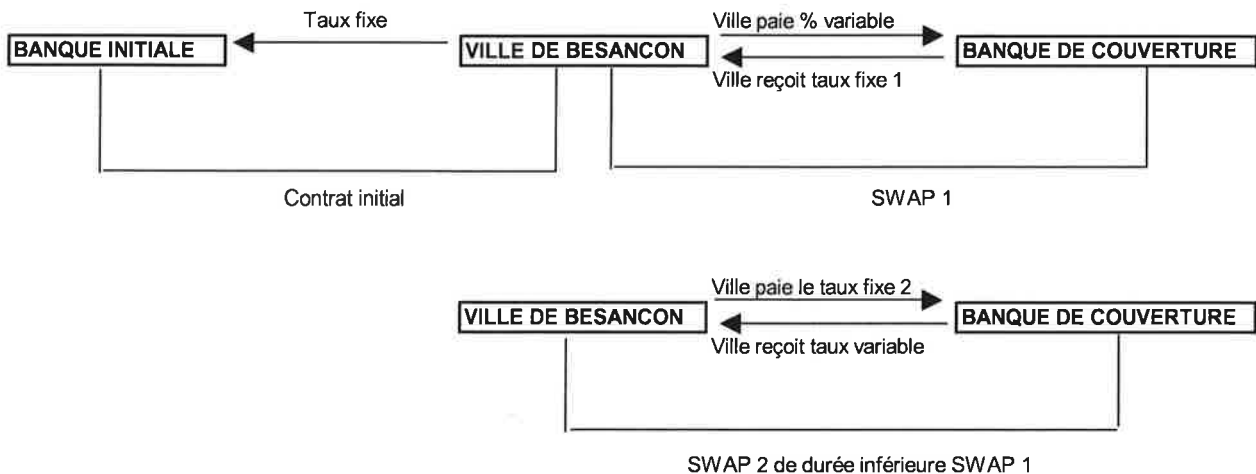 Taux fixe
Ville paie % variable
BANQUE INITIALE
VILLE DE BESANCON
BANQUE DE COUVERTURE
Ville reçoit taux fixe 1
Contrat initial
SWAP 1
Ville paie le taux fixe 2
VILLE DE BESANCON
BANQUE DE COUVERTURE
Ville reçoit taux variable
SWAP 2 de durée inférieure SWAP 1